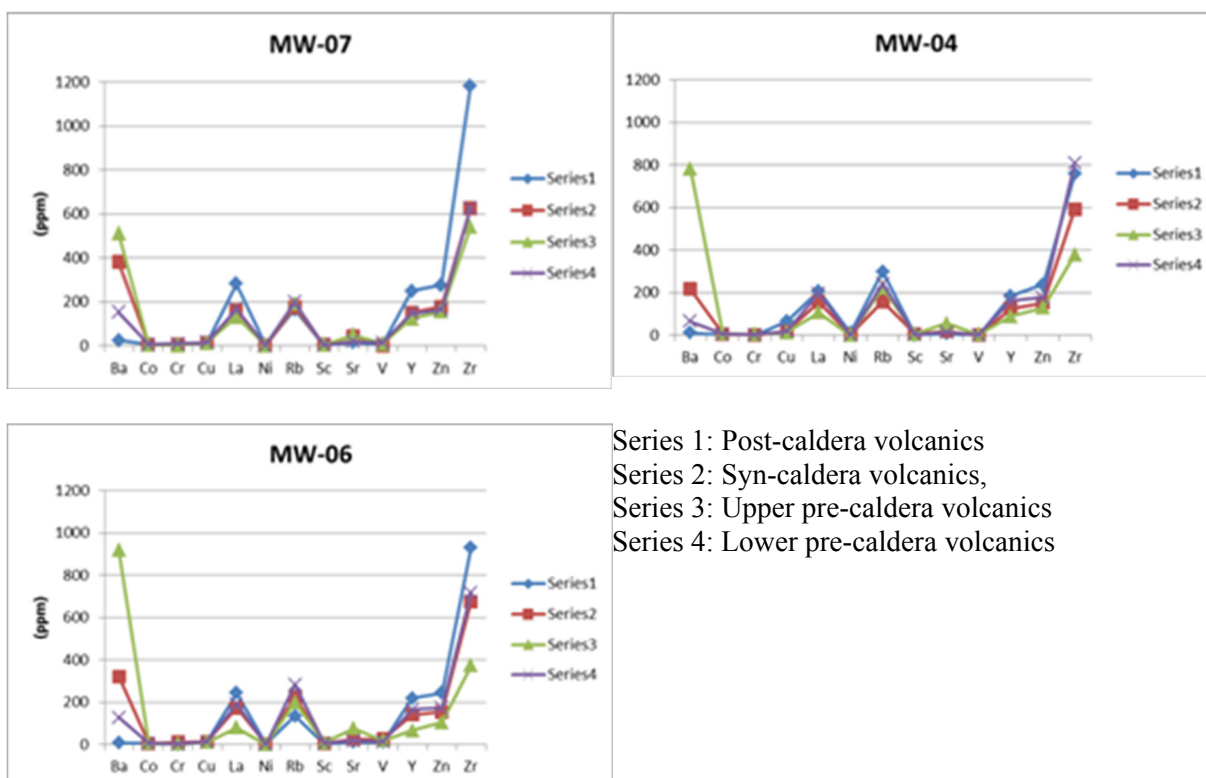 MW-07
1200
1000
800
600
400
200
0
(ppm)
Ba Co Cr Cu La Ni Rb Sc Sr V Y Zn Zr
Series1
Series2
Series3
Series4
MW-04
1200
1000
800
600
400
200
0
Ba Co Cr Cu La Ni Rb Sc Sr V Y Zn Zr
Series1
Series2
Series3
Series4
MW-06
1200
1000
800
600
400
200
0
(ppm)
Ba Co Cr Cu La Ni Rb Sc Sr V Y Zn Zr
Series1
Series2
Series3
Series4
Series 1: Post-caldera volcanics
Series 2: Syn-caldera volcanics,
Series 3: Upper pre-caldera volcanics
Series 4: Lower pre-caldera volcanics